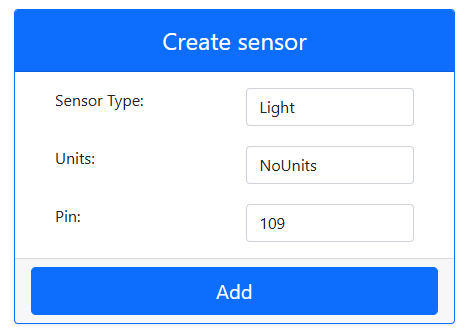 Create sensor
Sensor Type: Light
Units: NoUnits
Pin: 109
Add